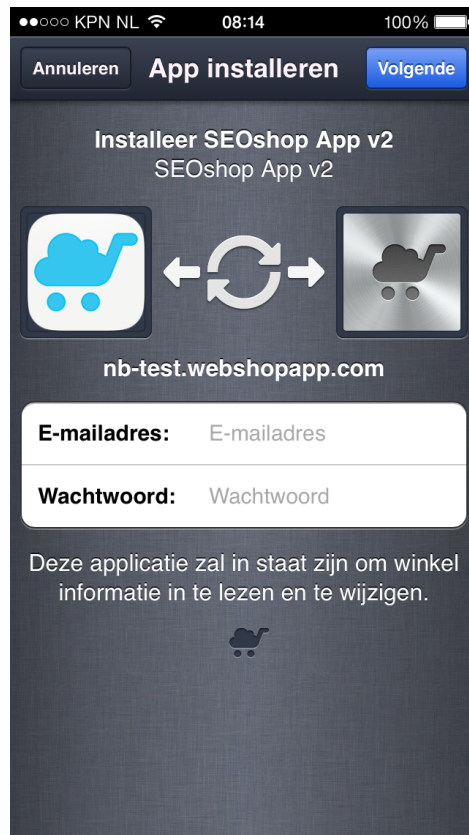 KPN NL 08:14 100%
Annuleren App installeren Volgende
Installeer SEOshop App v2
SEOshop App v2
nb-test.webshopapp.com
E-mailadres: E-mailadres
Wachtwoord: Wachtwoord
Deze applicatie zal in staat zijn om winkel
informatie in te lezen en te wijzigen.